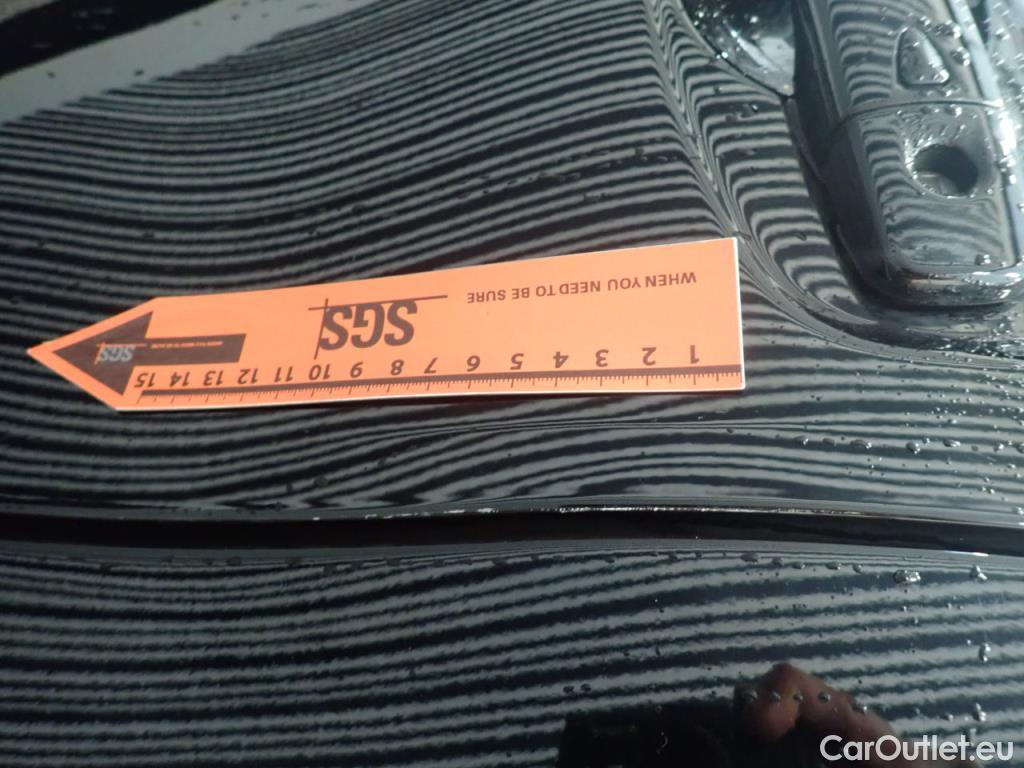 WHEN YOU NEED TO BE SURE
SGS
1 2 3 4 5 6 7 8 9 10 11 12 13 14 15
SGS
CarOutlet.eu